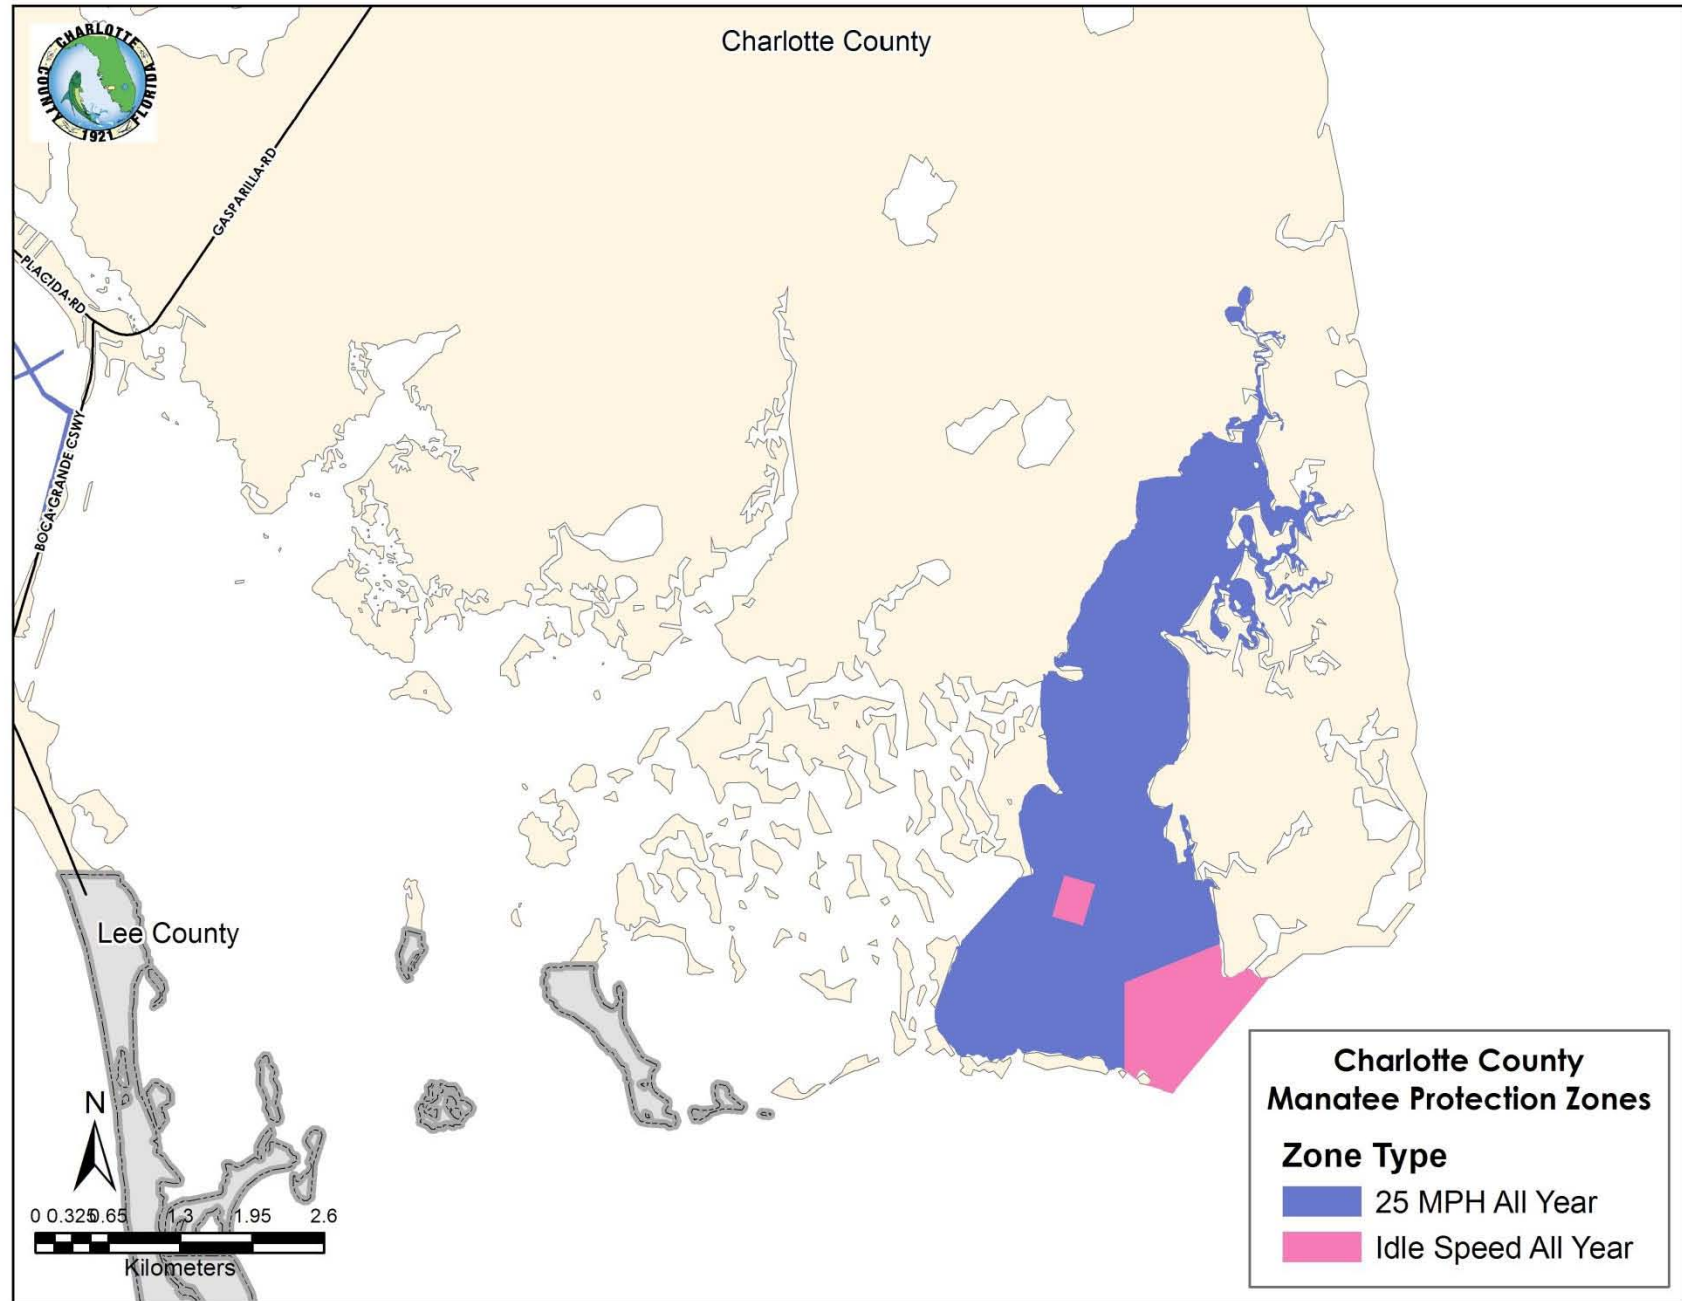 CHARLOTTE
COUNTY
FLORIDA
1921
Charlotte County
GASPARILLA RD
PLACIDA RD
BOCA GRANDE CSWY
Lee County
N
0 0.325 0.65 1.3 1.95 2.6
Kilometers
Charlotte County
Manatee Protection Zones
Zone Type
25 MPH All Year
Idle Speed All Year